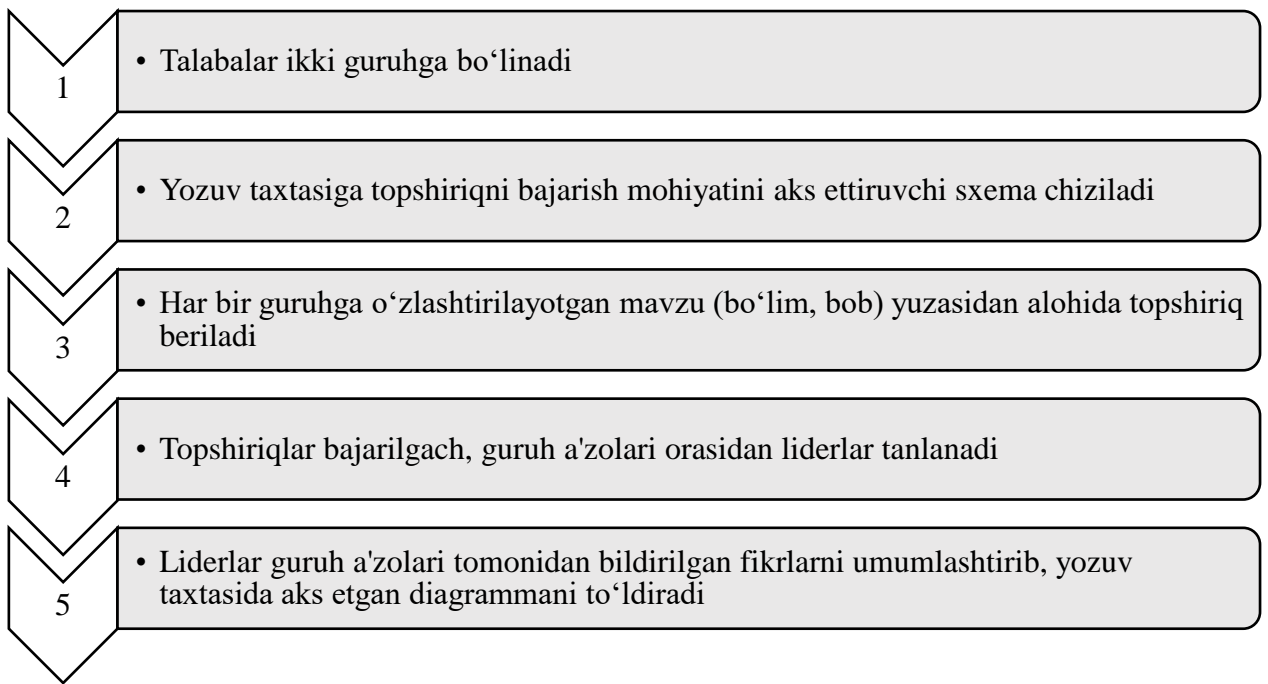 1
• Talabalar ikki guruhga bo‘linadi
2
• Yozuv taxtasiga topshiriqni bajarish mohiyatini aks ettiruvchi sxema chiziladi
3
• Har bir guruhga o‘zlashtirilayotgan mavzu (bo‘lim, bob) yuzasidan alohida topshiriq
beriladi
4
• Topshiriqlar bajarilgach, guruh a'zolari orasidan liderlar tanlanadi
5
• Liderlar guruh a'zolari tomonidan bildirilgan fikrlarni umumlashtirib, yozuv
taxtasida aks etgan diagrammani to‘ldiradi